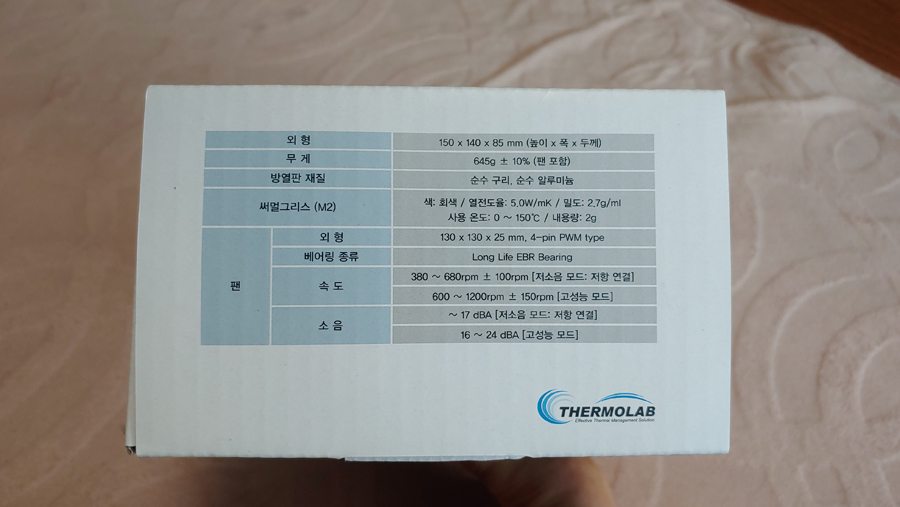 외 형 150 x 140 x 85 mm (높이 x 폭 x 두께)
무 게 645g ± 10% (팬 포함)
방열판 재질 순수 구리, 순수 알루미늄
써멀그리스 (M2) 색: 회색 / 열전도율: 5.0W/mK / 밀도: 2.7g/ml
사용 온도: 0 ~ 150℃ / 내용량: 2g
팬
외 형 130 x 130 x 25 mm, 4-pin PWM type
베어링 종류 Long Life EBR Bearing
속 도 380 ~ 680rpm ± 100rpm [저소음 모드: 저항 연결]
600 ~ 1200rpm ± 150rpm [고성능 모드]
소 음 ~ 17 dBA [저소음 모드: 저항 연결]
16 ~ 24 dBA [고성능 모드]
THERMOLAB
Effective Thermal Management Solution